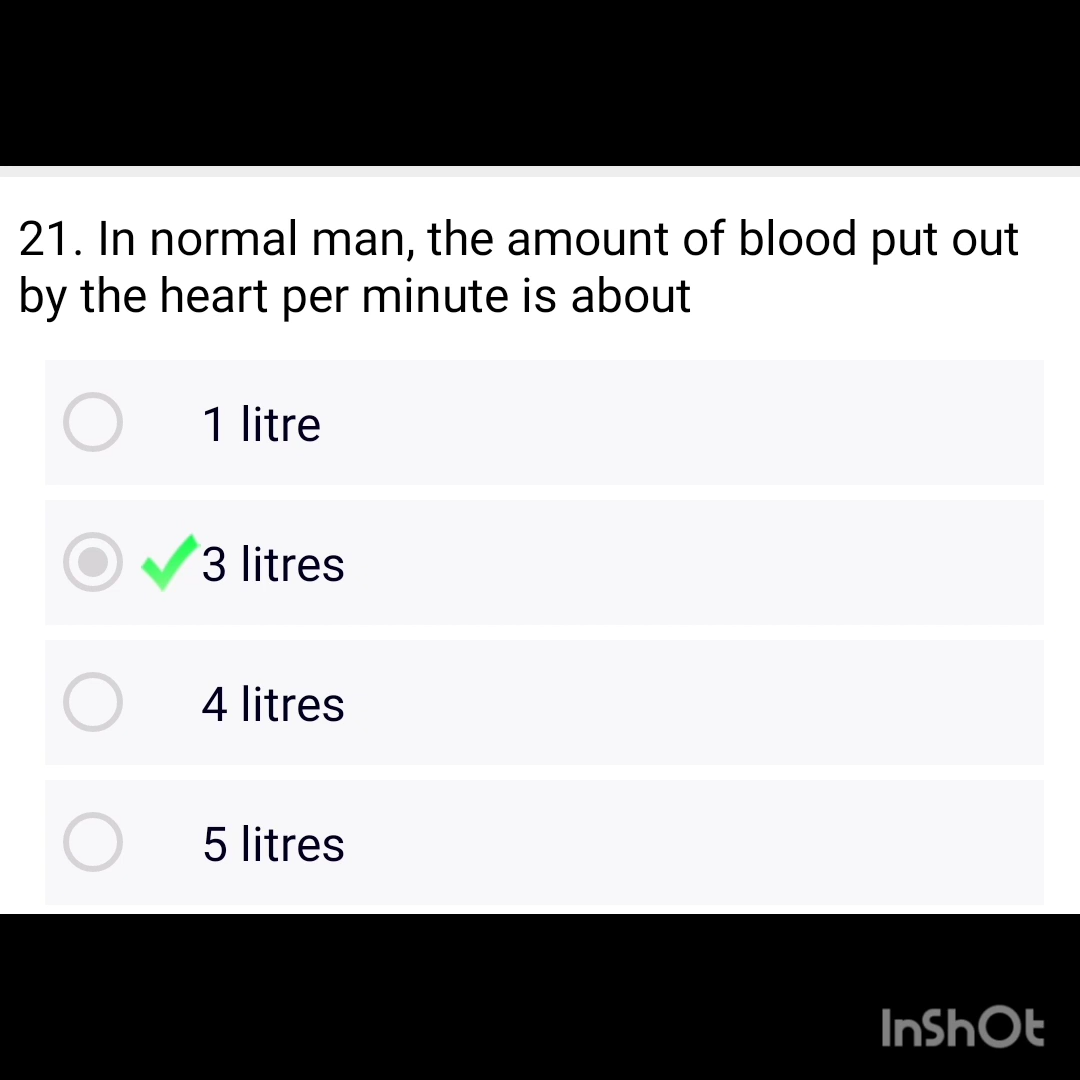 21. In normal man, the amount of blood put out
by the heart per minute is about
1 litre
3 litres
4 litres
5 litres
InShOt